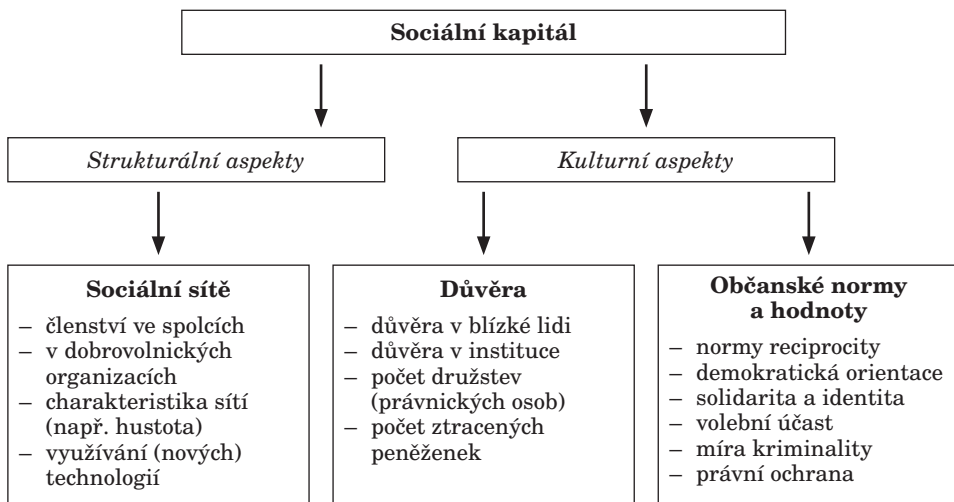 Sociální kapitál
Strukturální aspekty
Kulturní aspekty
Sociální sítě
– členství ve spolcích
– v dobrovolnických
organizacích
– charakteristika sítí
(např. hustota)
– využívání (nových)
technologií
Důvěra
– důvěra v blízké lidi
– důvěra v instituce
– počet družstev
(právnických osob)
– počet ztracených
peněženek
Občanské normy
a hodnoty
– normy reciprocity
– demokratická orientace
– solidarita a identita
– volební účast
– míra kriminality
– právní ochrana